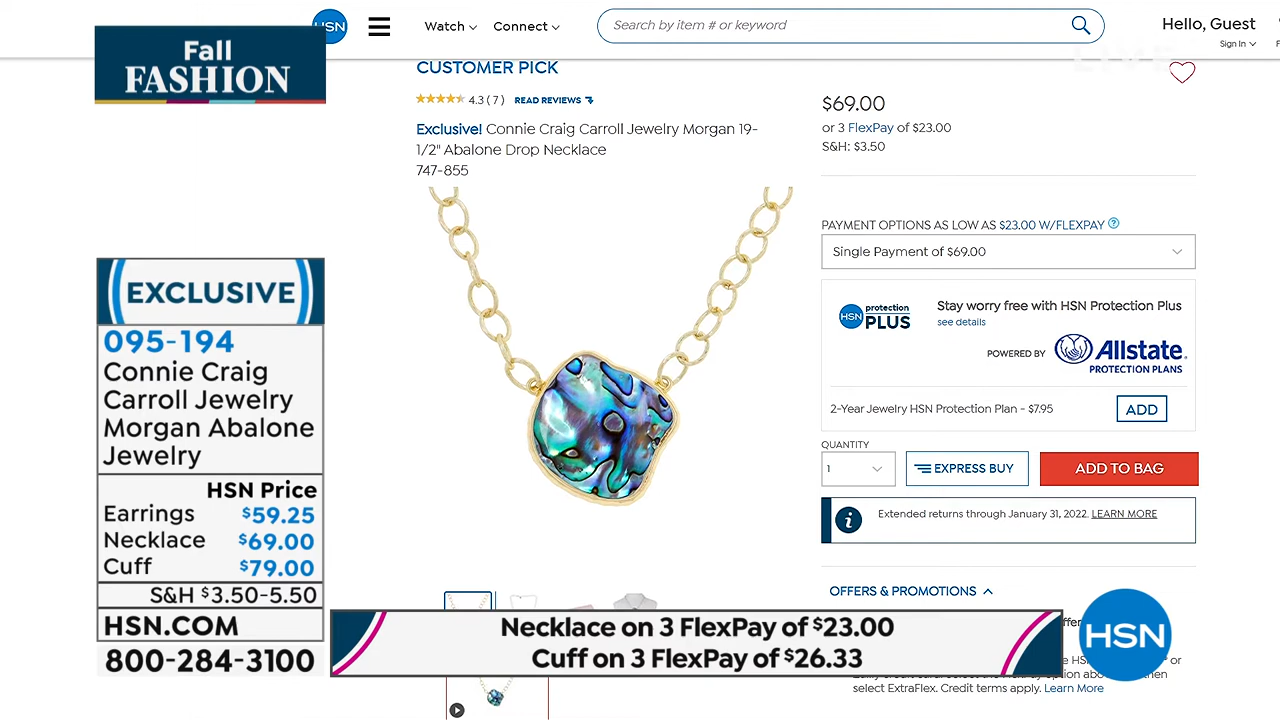 HSN
Watch
Connect
Search by item # or keyword
Hello, Guest
Sign In
Fall
FASHION
LIVE
CUSTOMER PICK
4.3 ( 7 ) READ REVIEWS
Exclusive! Connie Craig Carroll Jewelry Morgan 19-
1/2" Abalone Drop Necklace
747-855
$69.00
or 3 FlexPay of $23.00
S&H: $3.50
PAYMENT OPTIONS AS LOW AS $23.00 W/FLEXPAY ?
Single Payment of $69.00
HSN protection PLUS
Stay worry free with HSN Protection Plus
see details
POWERED BY Allstate.
PROTECTION PLANS
2-Year Jewelry HSN Protection Plan - $7.95
ADD
QUANTITY
1
EXPRESS BUY
ADD TO BAG
i
Extended returns through January 31, 2022. LEARN MORE
OFFERS & PROMOTIONS
select ExtraFlex. Credit terms apply. Learn More
EXCLUSIVE
095-194
Connie Craig
Carroll Jewelry
Morgan Abalone
Jewelry
HSN Price
Earrings $59.25
Necklace $69.00
Cuff $79.00
S&H $3.50-5.50
HSN.COM
800-284-3100
Necklace on 3 FlexPay of $23.00
Cuff on 3 FlexPay of $26.33
HSN